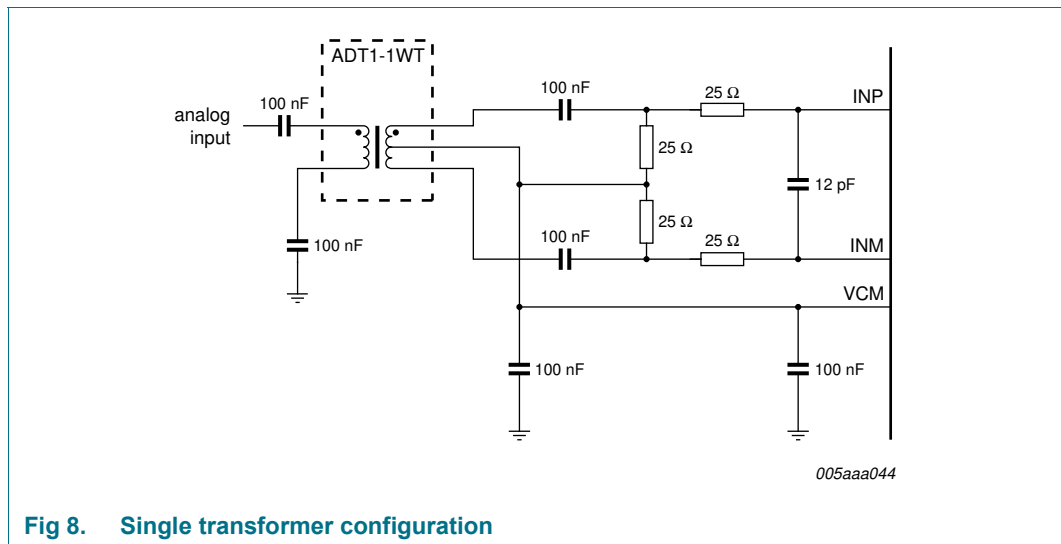 ADT1-1WT
100 nF
25 Ω
INP
100 nF
analog
input
25 Ω
12 pF
25 Ω
100 nF
25 Ω
INM
100 nF
VCM
100 nF
100 nF
005aaa044
Fig 8. Single transformer configuration